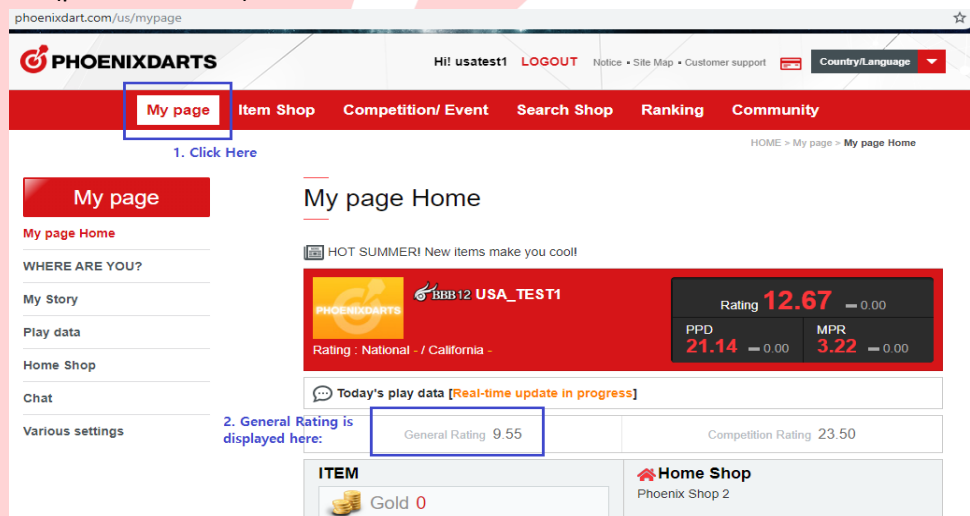 phoenixdart.com/us/mypage
PHOENIXDARTS
Hi! usatest1 LOGOUT Notice • Site Map • Customer support Country/Language
My page Item Shop Competition/ Event Search Shop Ranking Community
1. Click Here
HOME > My page > My page Home
My page
My page Home
WHERE ARE YOU?
My Story
Play data
Home Shop
Chat
Various settings
My page Home
HOT SUMMER! New items make you cool!
PHOENIXDARTS
BBB12 USA_TEST1
Rating : National - / California -
Rating 12.67 0.00
PPD MPR
21.14 0.00 3.22 0.00
Today's play data [Real-time update in progress]
2. General Rating is
displayed here:
General Rating 9.55 Competition Rating 23.50
ITEM
Gold 0
Home Shop
Phoenix Shop 2